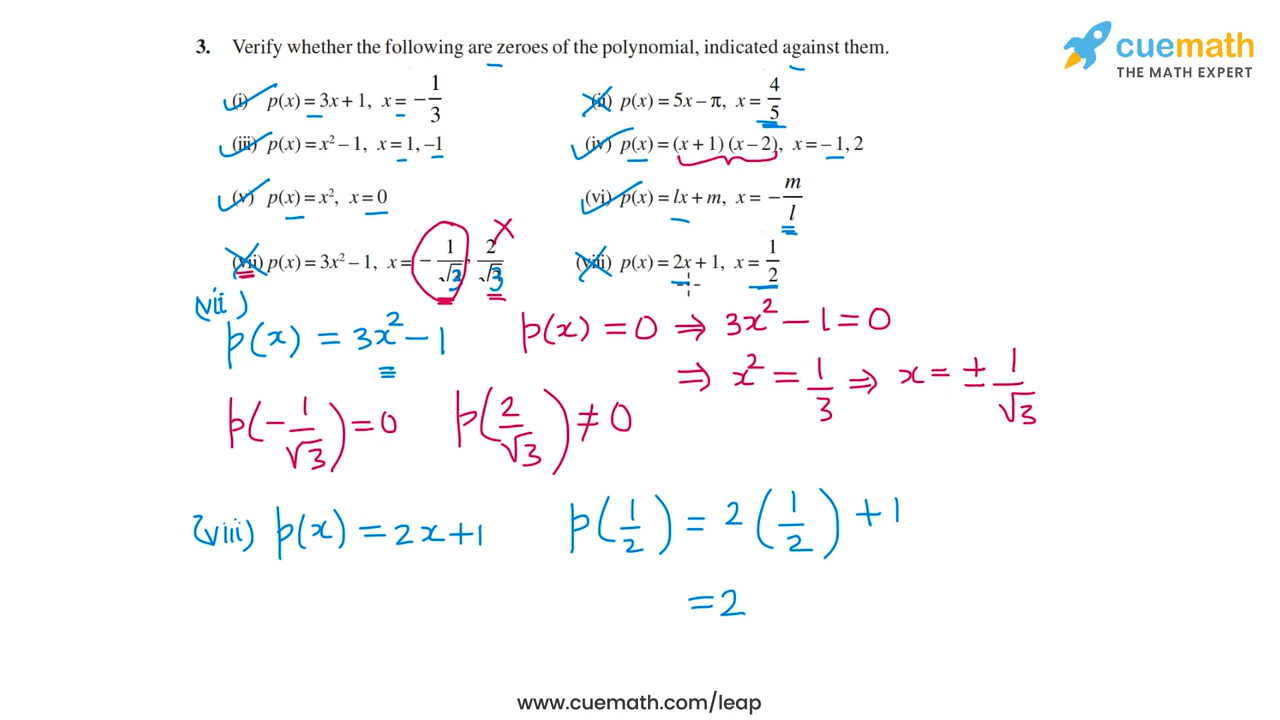 cuemath
THE MATH EXPERT
3. Verify whether the following are zeroes of the polynomial, indicated against them.
(i) p(x) = 3x + 1, x = −1/3 (ii) p(x) = 5x – π, x = 4/5
(iii) p(x) = x² – 1, x = 1, –1 (iv) p(x) = (x + 1) (x – 2), x = – 1, 2
(v) p(x) = x², x = 0 (vi) p(x) = lx + m, x = −m/l
(vii) p(x) = 3x² – 1, x = −1/√3, 2/√3 (viii) p(x) = 2x + 1, x = 1/2
(vii)
p(x) = 3x² − 1 p(x) = 0 ⇒ 3x² − 1 = 0
⇒ x² = 1/3 ⇒ x = ± 1/√3
p(−1/√3) = 0 p(2/√3) ≠ 0
(viii) p(x) = 2x+1 p(1/2) = 2(1/2) + 1
= 2
www.cuemath.com/leap